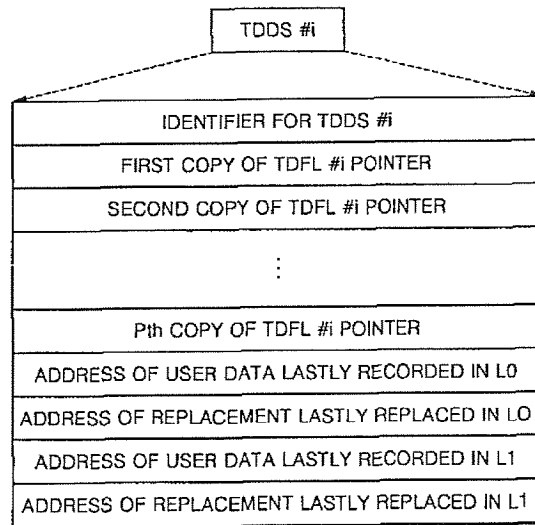 TDDS #i
IDENTIFIER FOR TDDS #i
FIRST COPY OF TDFL #i POINTER
SECOND COPY OF TDFL #i POINTER
⋮
Pth COPY OF TDFL #i POINTER
ADDRESS OF USER DATA LASTLY RECORDED IN L0
ADDRESS OF REPLACEMENT LASTLY REPLACED IN LO
ADDRESS OF USER DATA LASTLY RECORDED IN L1
ADDRESS OF REPLACEMENT LASTLY REPLACED IN L1